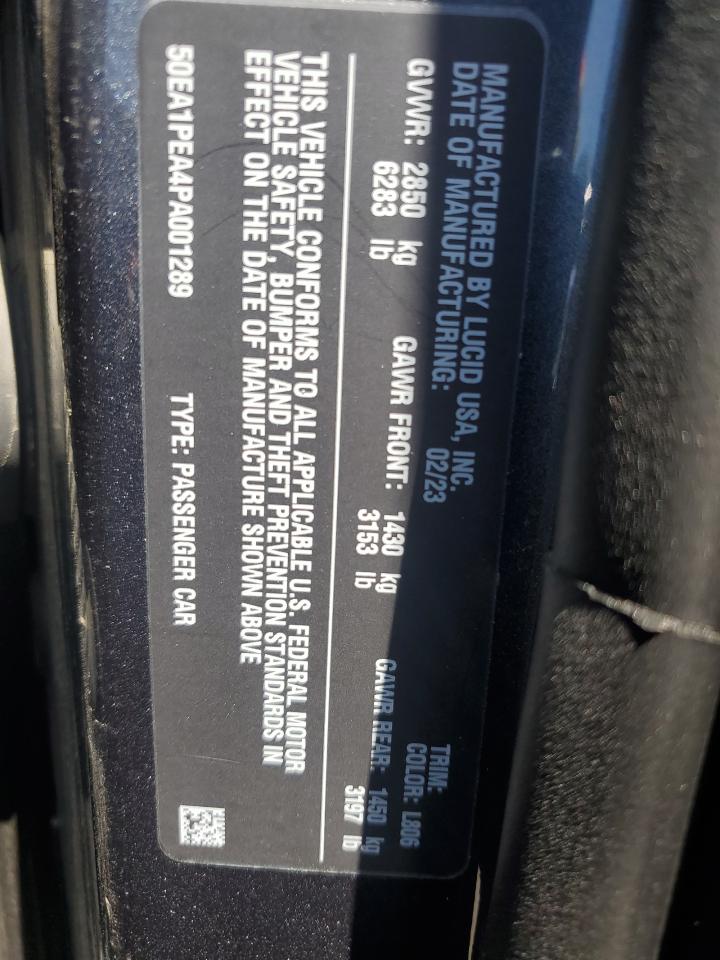 MANUFACTURED BY LUCID USA, INC.
DATE OF MANUFACTURING: 02/23
TRIM:
COLOR: L806
GVWR: 2850 kg
6283 lb
GAWR FRONT: 1430 kg
3153 lb
GAWR REAR: 1450 kg
3197 lb
THIS VEHICLE CONFORMS TO ALL APPLICABLE U.S. FEDERAL MOTOR
VEHICLE SAFETY, BUMPER AND THEFT PREVENTION STANDARDS IN
EFFECT ON THE DATE OF MANUFACTURE SHOWN ABOVE
50EA1PEA4PA001289 TYPE: PASSENGER CAR